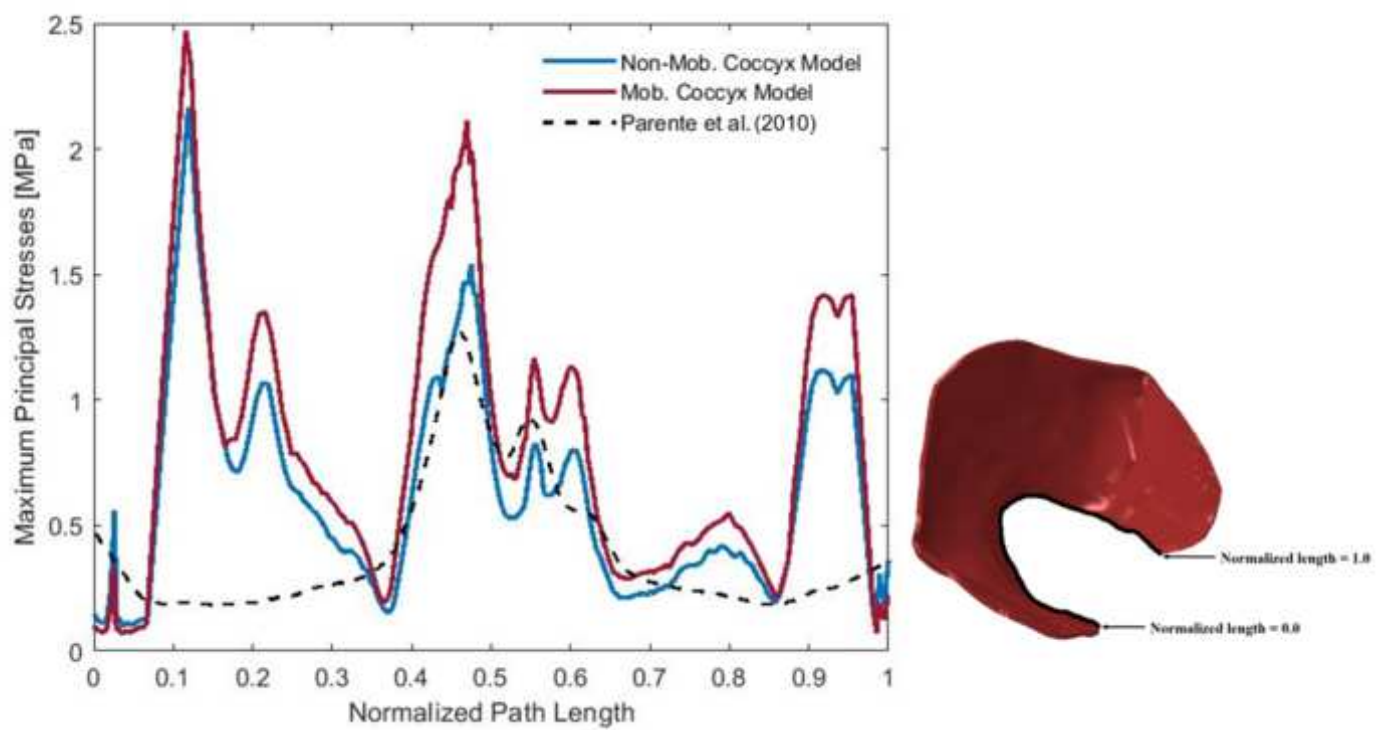 2.5
2
1.5
1
0.5
0
Maximum Principal Stresses [MPa]
Non-Mob. Coccyx Model
Mob. Coccyx Model
Parente et al. (2010)
0 0.1 0.2 0.3 0.4 0.5 0.6 0.7 0.8 0.9 1
Normalized Path Length
Normalized length = 1.0
Normalized length = 0.0